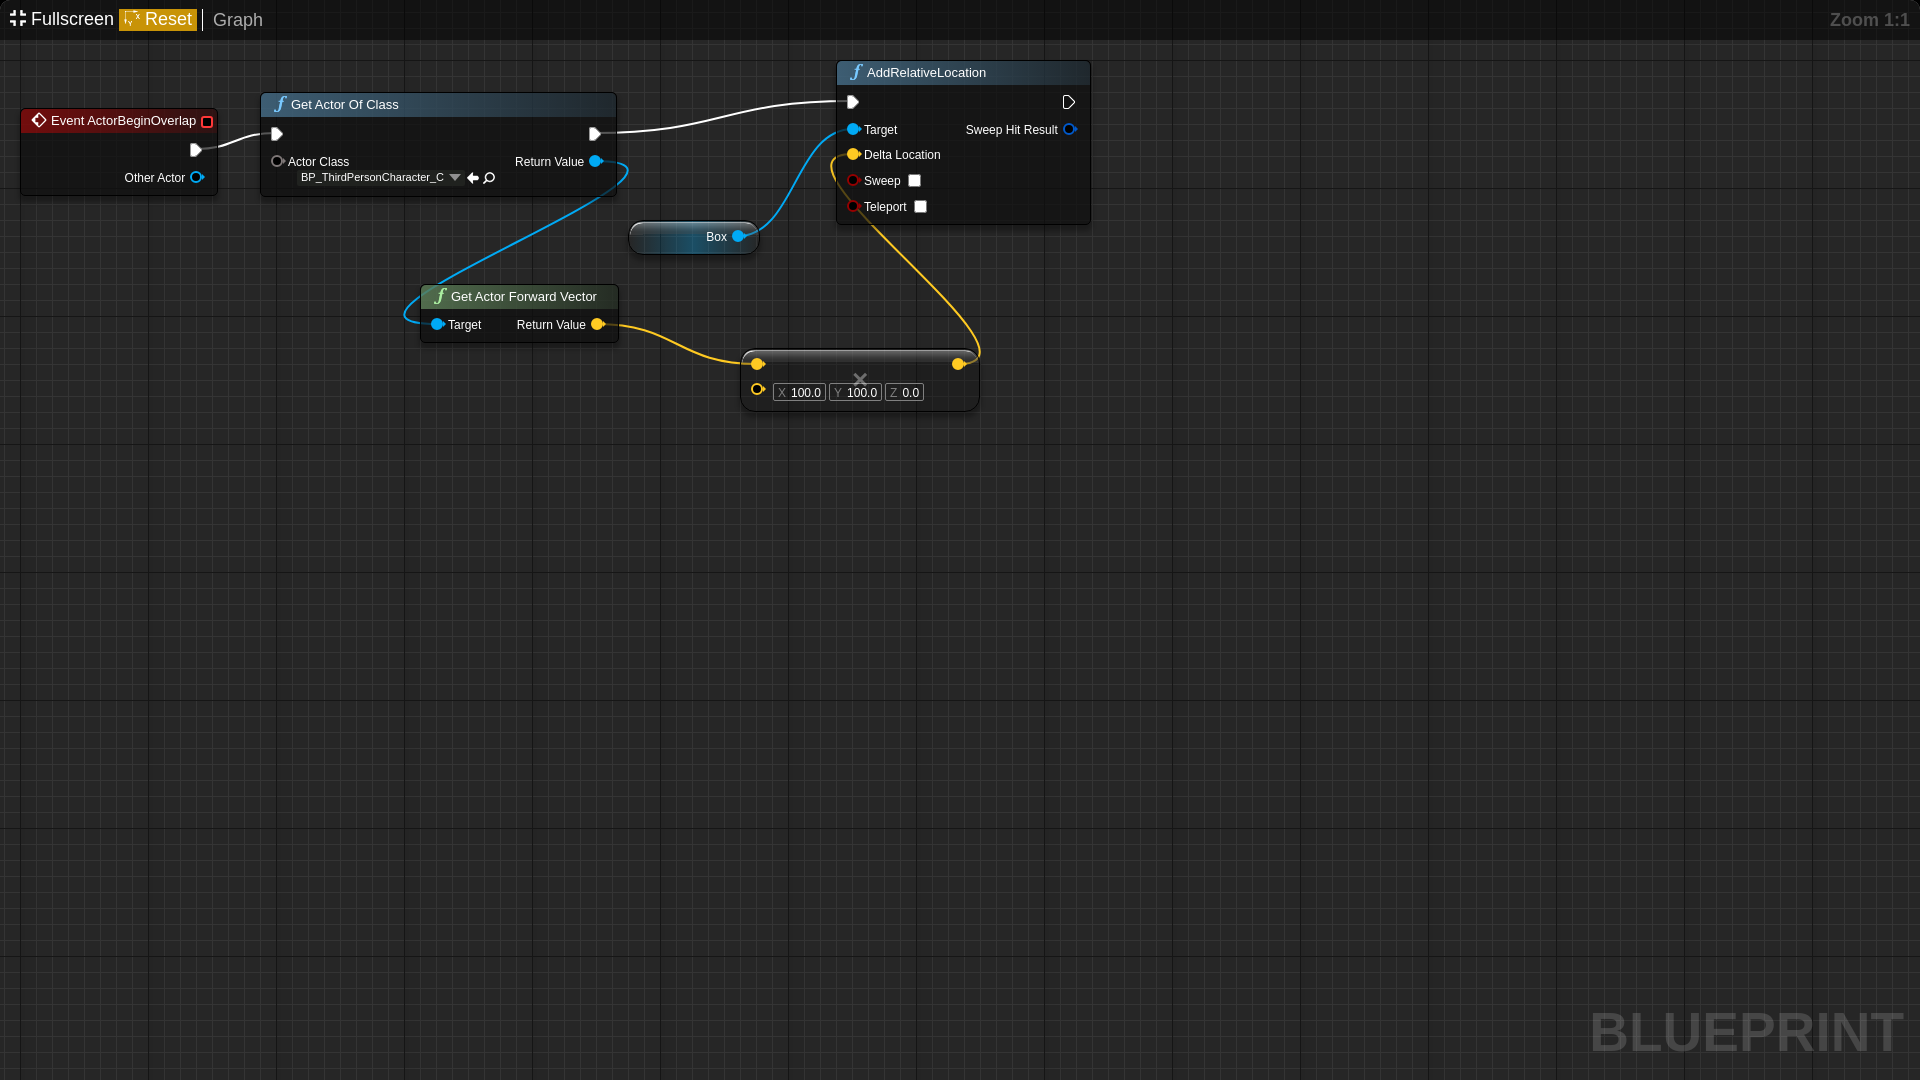 Fullscreen Reset Graph Zoom 1:1
Event ActorBeginOverlap
Other Actor
Get Actor Of Class
Actor Class Return Value
BP_ThirdPersonCharacter_C
AddRelativeLocation
Target Sweep Hit Result
Delta Location
Sweep
Teleport
Box
Get Actor Forward Vector
Target Return Value
X 100.0 Y 100.0 Z 0.0
BLUEPRINT